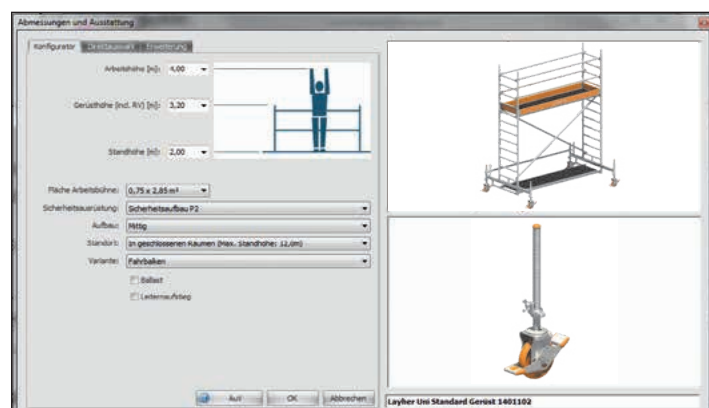 Abmessungen und Ausstattung
Konfigurator Direktauswahl Erweiterung
Arbeitshöhe [m]: 4,00
Gerüsthöhe (incl. RV) [m]: 3,20
Standhöhe [m]: 2,00
Fläche Arbeitsbühne: 0,75 x 2,85 m²
Sicherheitsausrüstung: Sicherheitsaufbau P2
Aufbau: Mittig
Standort: In geschlossenen Räumen (Max. Standhöhe: 12,0m)
Variante: Fahrbalken
Ballast
Leiternaufstieg
OK Abbrechen
Layher Uni Standard Gerüst 1401102